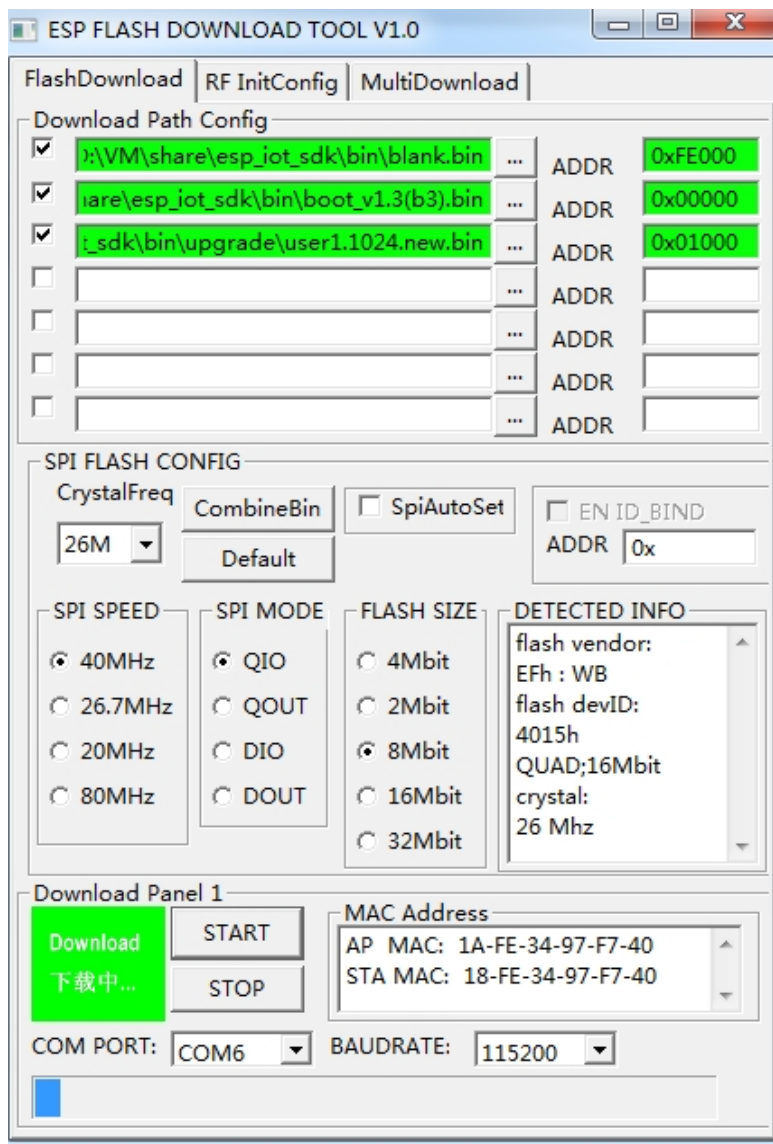 ESP FLASH DOWNLOAD TOOL V1.0
FlashDownload RF InitConfig MultiDownload
Download Path Config
):\VM\share\esp_iot_sdk\bin\blank.bin ... ADDR 0xFE000
are\esp_iot_sdk\bin\boot_v1.3(b3).bin ... ADDR 0x00000
t_sdk\bin\upgrade\user1.1024.new.bin ... ADDR 0x01000
... ADDR
... ADDR
... ADDR
... ADDR
SPI FLASH CONFIG
CrystalFreq CombineBin SpiAutoSet EN ID_BIND
26M Default ADDR 0x
SPI SPEED SPI MODE FLASH SIZE DETECTED INFO
40MHz QIO 4Mbit flash vendor:
EFh : WB
26.7MHz QOUT 2Mbit flash devID:
4015h
20MHz DIO 8Mbit QUAD;16Mbit
80MHz DOUT 16Mbit crystal:
32Mbit 26 Mhz
Download Panel 1
Download START MAC Address
AP MAC: 1A-FE-34-97-F7-40
下载中... STOP STA MAC: 18-FE-34-97-F7-40
COM PORT: COM6 BAUDRATE: 115200